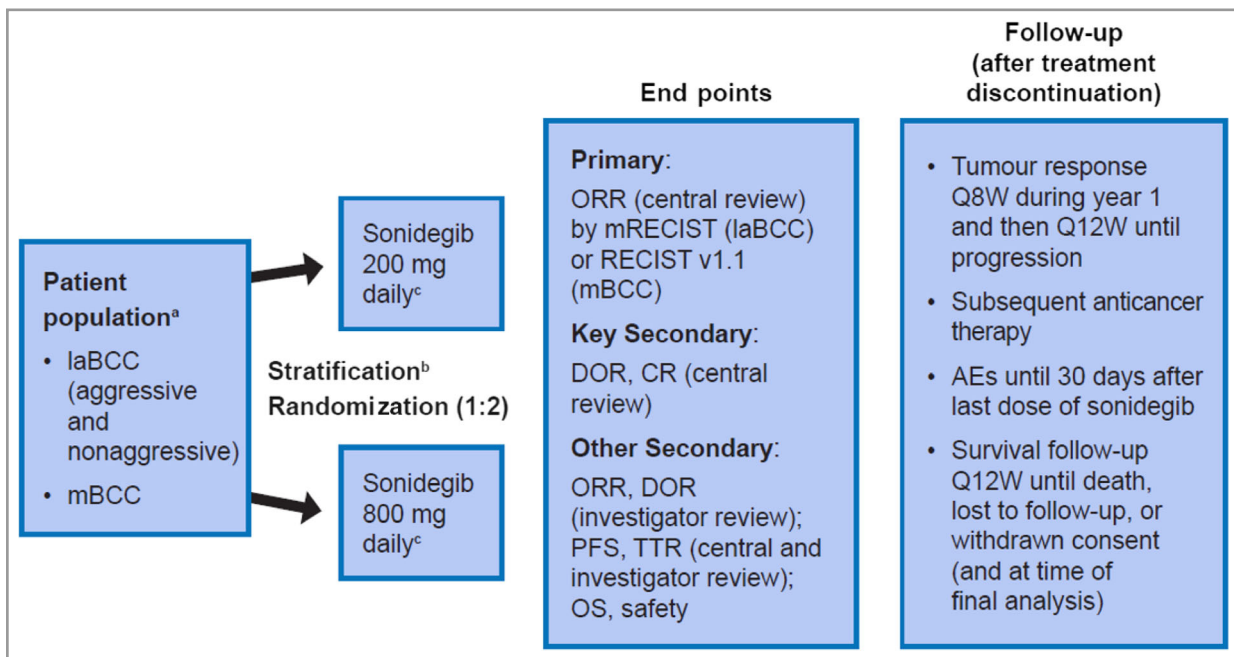 Patient
populationᵃ
• laBCC
(aggressive
and
nonaggressive)
• mBCC
Sonidegib
200 mg
dailyᶜ
Stratificationᵇ
Randomization (1:2)
Sonidegib
800 mg
dailyᶜ
End points
Primary:
ORR (central review)
by mRECIST (laBCC)
or RECIST v1.1
(mBCC)
Key Secondary:
DOR, CR (central
review)
Other Secondary:
ORR, DOR
(investigator review);
PFS, TTR (central and
investigator review);
OS, safety
Follow-up
(after treatment
discontinuation)
• Tumour response
Q8W during year 1
and then Q12W until
progression
• Subsequent anticancer
therapy
• AEs until 30 days after
last dose of sonidegib
• Survival follow-up
Q12W until death,
lost to follow-up, or
withdrawn consent
(and at time of
final analysis)